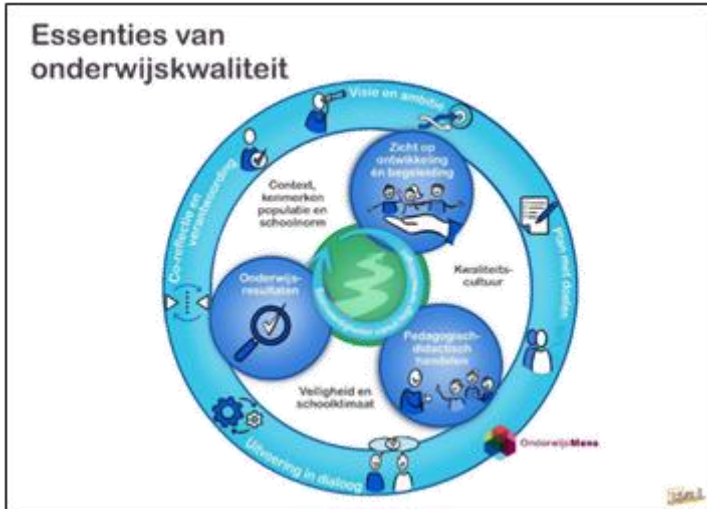 Essenties van
onderwijskwaliteit
Visie en ambitie
Zicht op
ontwikkeling
en begeleiding
Context,
kenmerken
populatie en
schoolnorm
Co-reflectie en
verantwoording
Plan met doelen
Kwaliteits-
cultuur
Onderwijs-
resultaten
Pedagogisch-
didactisch
handelen
Veiligheid en
schoolklimaat
Uitvoering in dialoog
OnderwijsMens